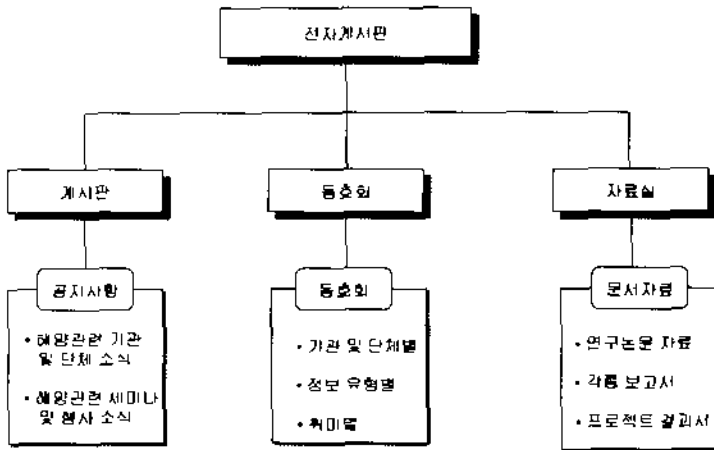 전자게시판
게시판
동호회
자료실
공지사항
• 해양관련 기관
및 단체 소식
• 해양관련 세미나
및 행사 소식
동호회
• 기관 및 단체별
• 정보 유형별
• 취미별
문서자료
• 연구논문 자료
• 각종 보고서
• 프로젝트 결과서